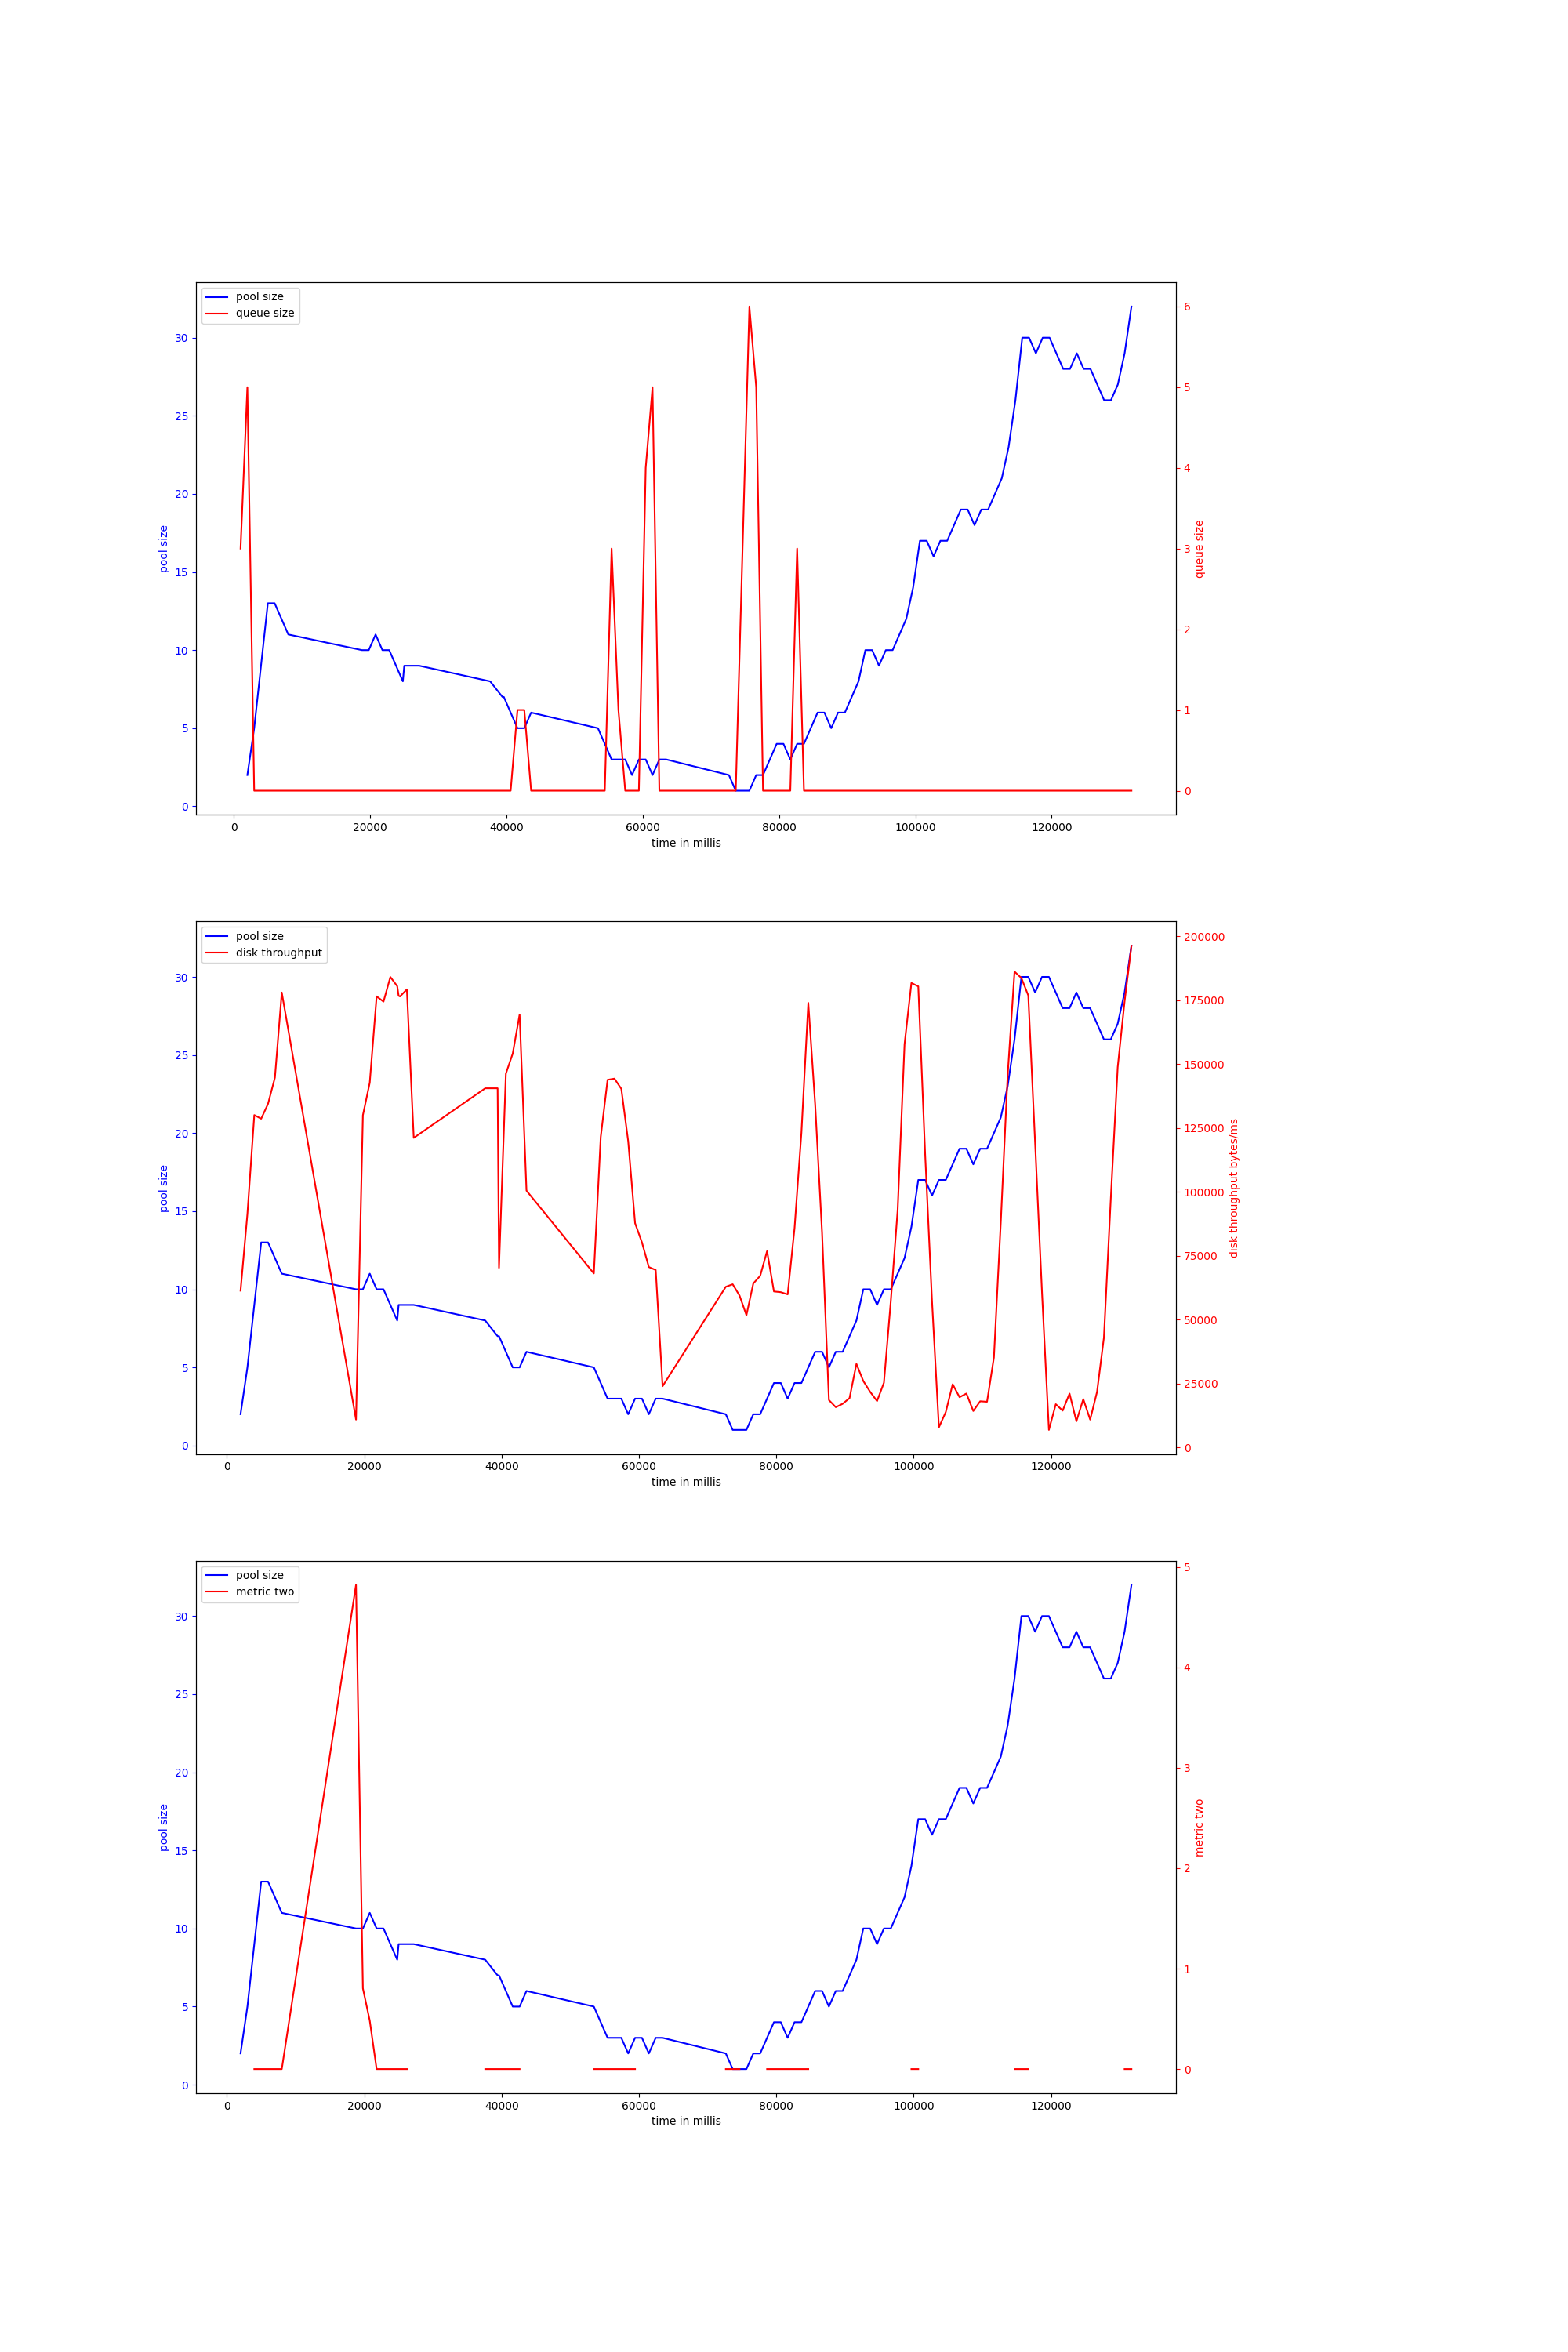 pool size
queue size
30
25
20
15
10
5
0
pool size
6
5
4
3
2
1
0
queue size
0 20000 40000 60000 80000 100000 120000
time in millis
pool size
disk throughput
30
25
20
15
10
5
0
pool size
200000
175000
150000
125000
100000
75000
50000
25000
0
disk throughput bytes/ms
0 20000 40000 60000 80000 100000 120000
time in millis
pool size
metric two
30
25
20
15
10
5
0
pool size
5
4
3
2
1
0
metric two
0 20000 40000 60000 80000 100000 120000
time in millis